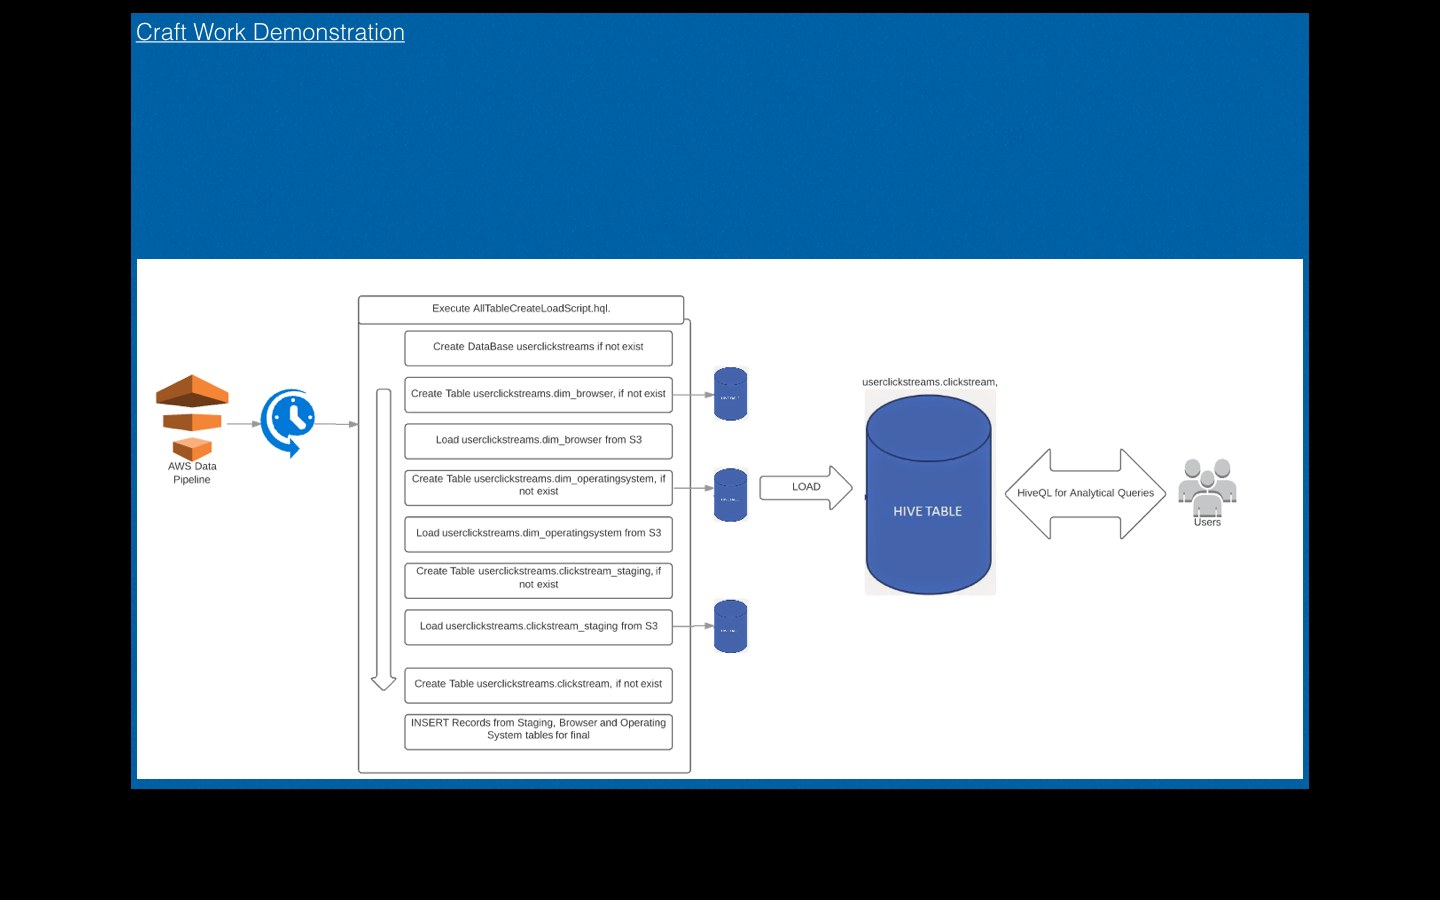 Craft Work Demonstration
Execute AllTableCreateLoadScript.hql.
Create DataBase userclickstreams if not exist
Create Table userclickstreams.dim_browser, if not exist
Load userclickstreams.dim_browser from S3
Create Table userclickstreams.dim_operatingsystem, if
not exist
Load userclickstreams.dim_operatingsystem from S3
Create Table userclickstreams.clickstream_staging, if
not exist
Load userclickstreams.clickstream_staging from S3
Create Table userclickstreams.clickstream, if not exist
INSERT Records from Staging, Browser and Operating
System tables for final
AWS Data
Pipeline
LOAD
userclickstreams.clickstream,
HIVE TABLE
HiveQL for Analytical Queries
Users